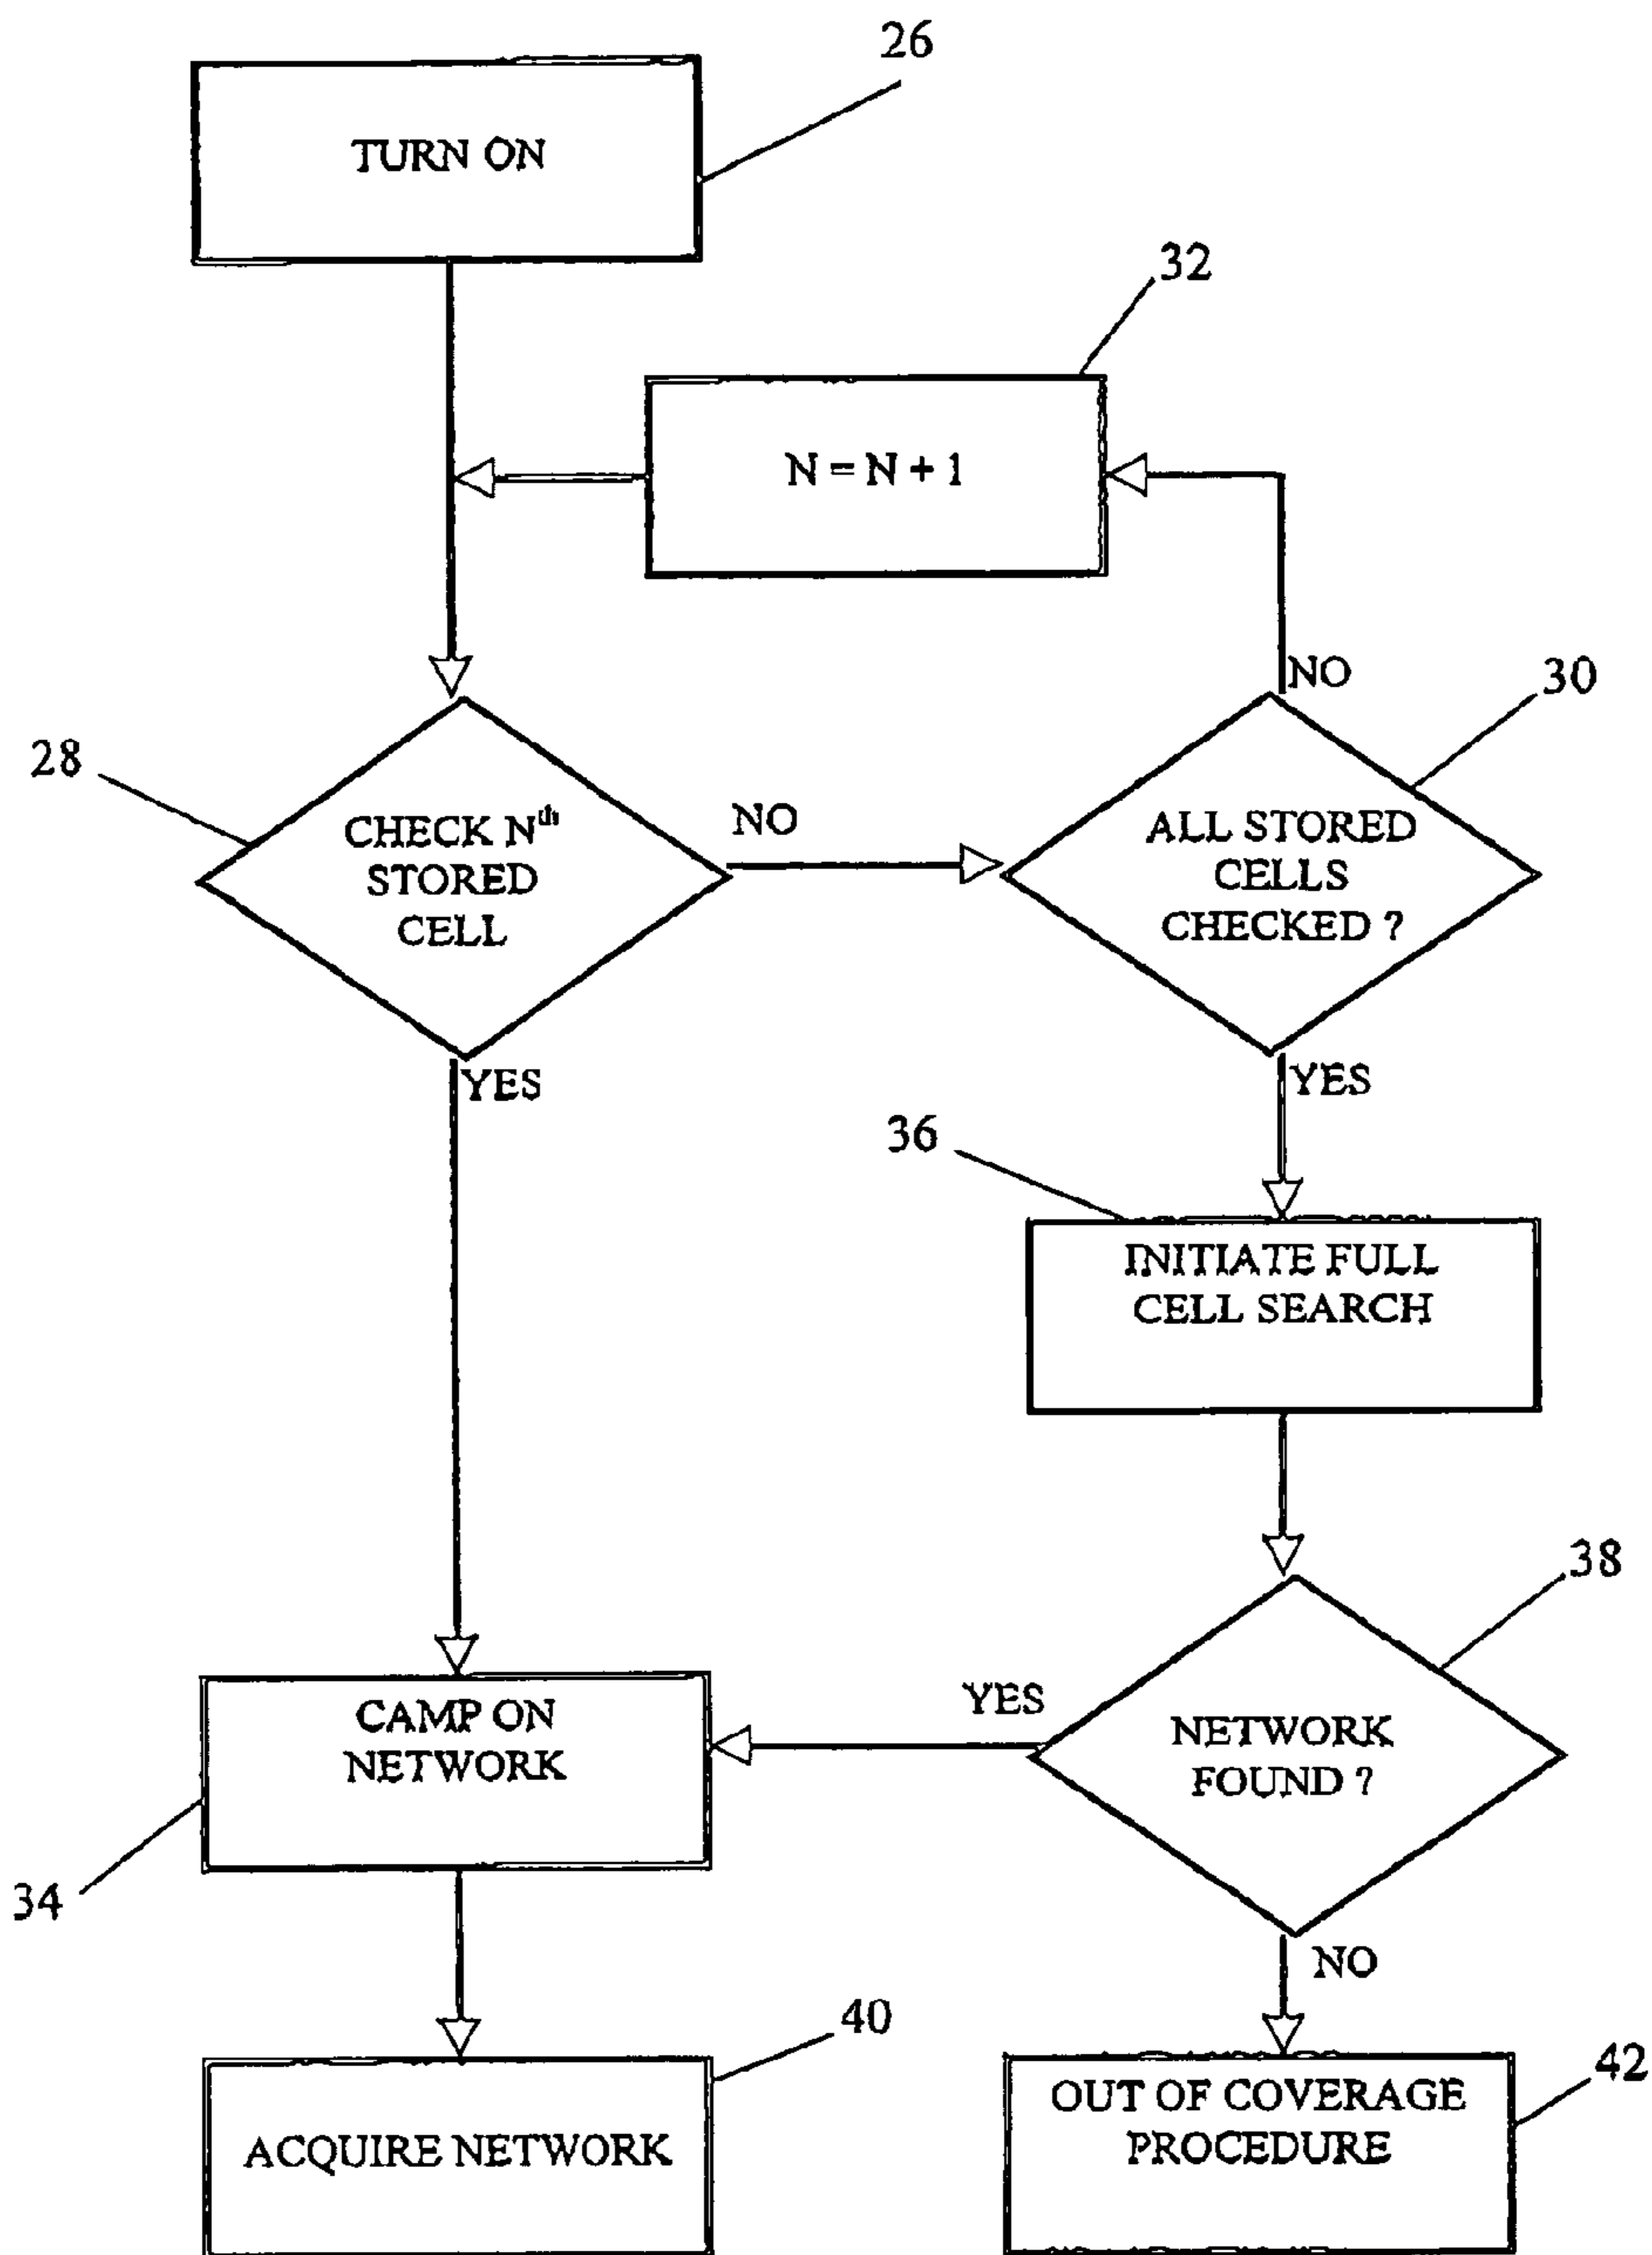 26
TURN ON
32
N = N + 1
NO
30
28
CHECK Nth
STORED
CELL
NO
ALL STORED
CELLS
CHECKED ?
YES
YES
36
INITIATE FULL
CELL SEARCH
38
CAMP ON
NETWORK
YES
NETWORK
FOUND ?
34
NO
40
ACQUIRE NETWORK
42
OUT OF COVERAGE
PROCEDURE